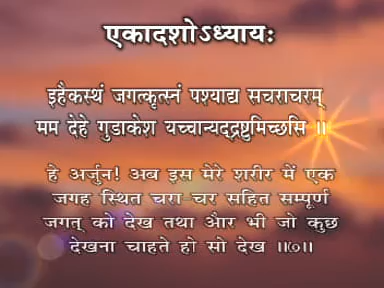 एकादशोऽध्यायः
इहैकस्थं जगत्कृत्स्नं पश्याद्य सचराचरम्
मम देहे गुडाकेश यच्चान्यद्द्रष्टुमिच्छसि ॥
हे अर्जुन! अब इस मेरे शरीर में एक
जगह स्थित चरा-चर सहित सम्पूर्ण
जगत् को देख तथा और भी जो कुछ
देखना चाहते हो सो देख ॥७॥